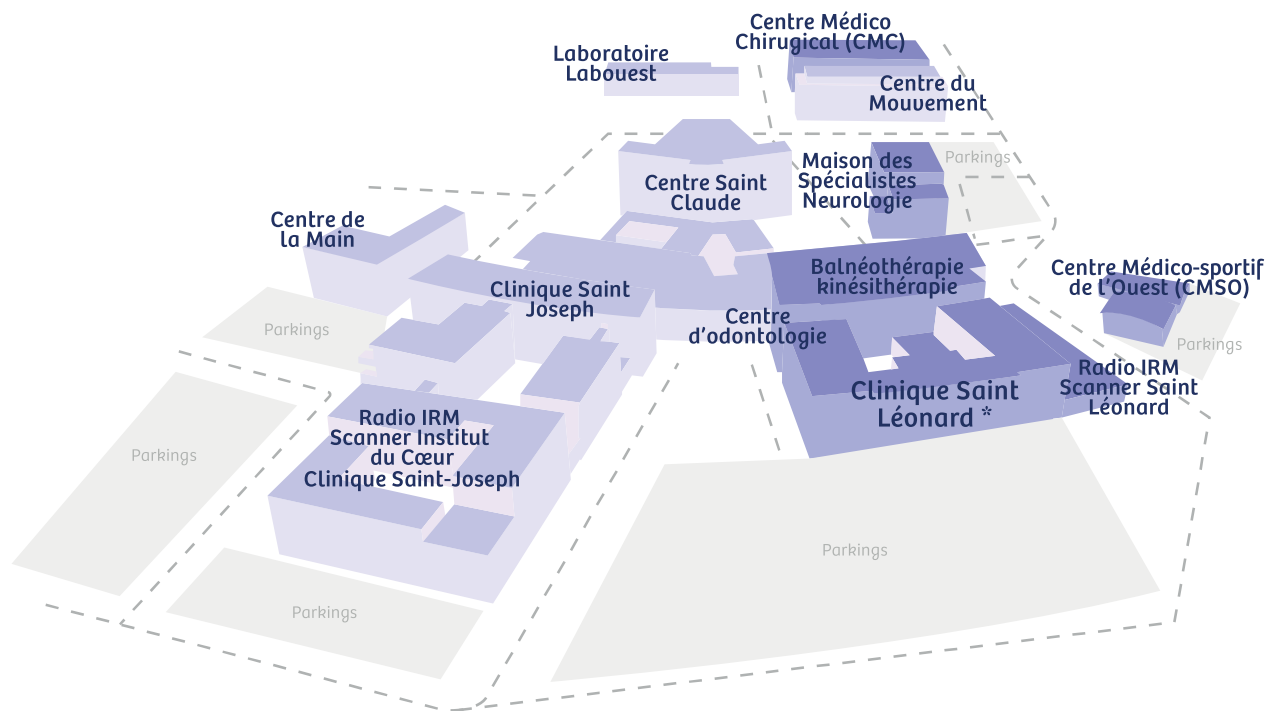 Centre Médico
Chirugical (CMC)
Laboratoire
Labouest
Centre du
Mouvement
Parkings
Maison des
Spécialistes
Neurologie
Centre Saint
Claude
Centre de
la Main
Balnéothérapie
kinésithérapie
Centre Médico-sportif
de l’Ouest (CMSO)
Clinique Saint
Joseph
Centre
d’odontologie
Parkings
Parkings
Radio IRM
Scanner Saint
Léonard
Clinique Saint
Léonard *
Radio IRM
Scanner Institut
du Cœur
Clinique Saint-Joseph
Parkings
Parkings
Parkings